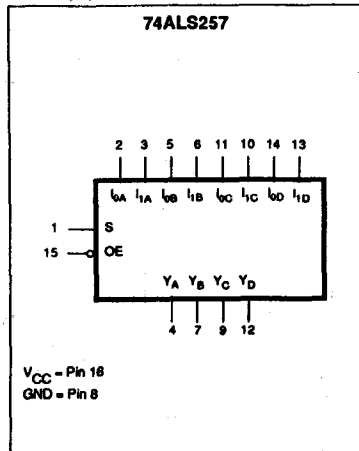 74ALS257
2 3 5 6 11 10 14 13
I0A I1A I0B I1B I0C I1C I0D I1D
1 S
15 OE
YA YB YC YD
4 7 9 12
VCC = Pin 16
GND = Pin 8